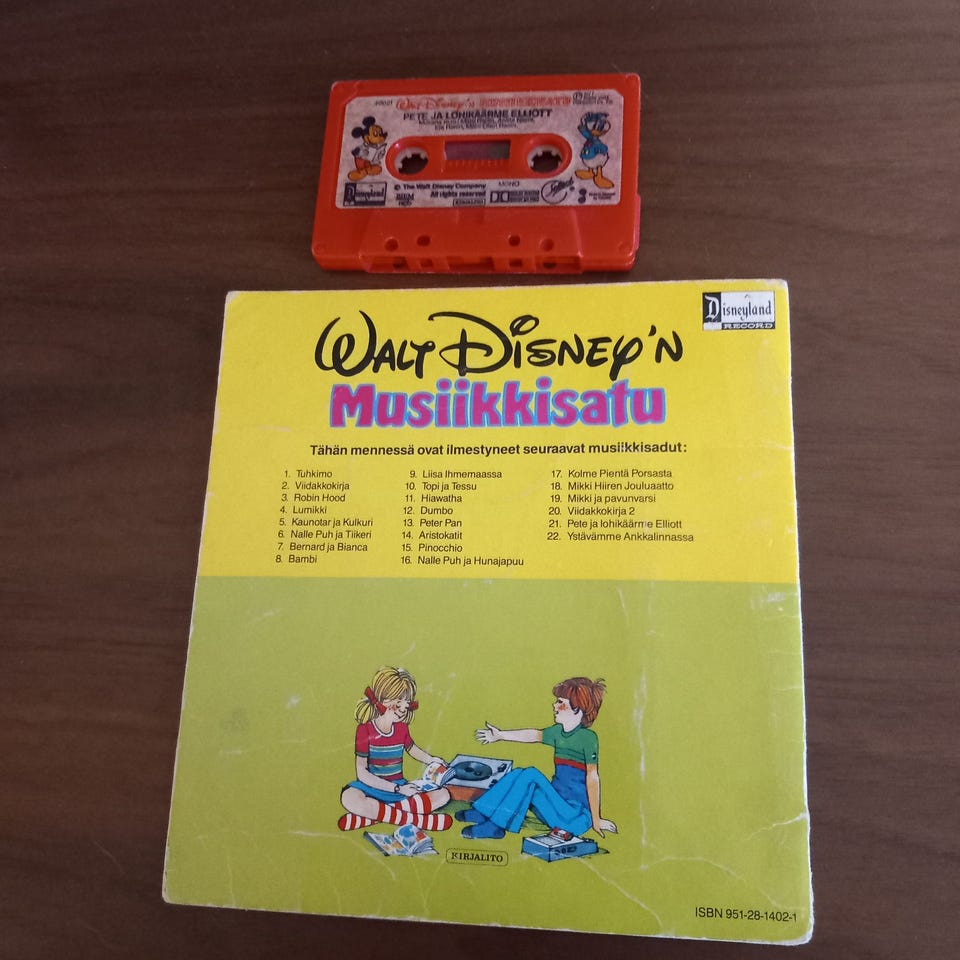 Walt Disney'n MUSIIKKISATU
PETE JA LOHIKÄÄRME ELLIOTT
Disneyland
© The Walt Disney Company
All rights reserved
BIEM
ncb
KIRJALITO
MONO
Disneyland
RECORD
WALT DISNEY'N
Musiikkisatu
Tähän mennessä ovat ilmestyneet seuraavat musiikkisadut:
1. Tuhkimo
2. Viidakkokirja
3. Robin Hood
4. Lumikki
5. Kaunotar ja Kulkuri
6. Nalle Puh ja Tiikeri
7. Bernard ja Bianca
8. Bambi
9. Liisa Ihmemaassa
10. Topi ja Tessu
11. Hiawatha
12. Dumbo
13. Peter Pan
14. Aristokatit
15. Pinocchio
16. Nalle Puh ja Hunajapuu
17. Kolme Pientä Porsasta
18. Mikki Hiiren Jouluaatto
19. Mikki ja pavunvarsi
20. Viidakkokirja 2
21. Pete ja lohikäärme Elliott
22. Ystävämme Ankkalinnassa
KIRJALITO
ISBN 951-28-1402-1